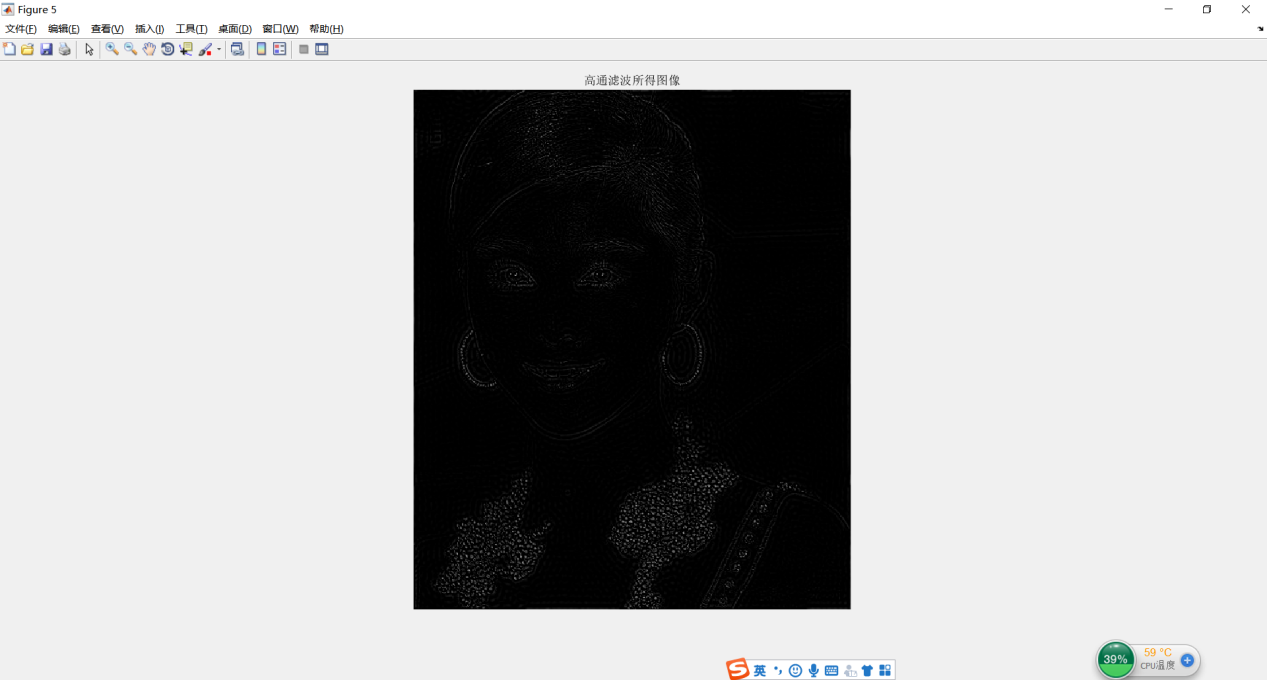 Figure 5
文件(F) 编辑(E) 查看(V) 插入(I) 工具(T) 桌面(D) 窗口(W) 帮助(H)
高通滤波所得图像
英
39%
59 °C
CPU温度